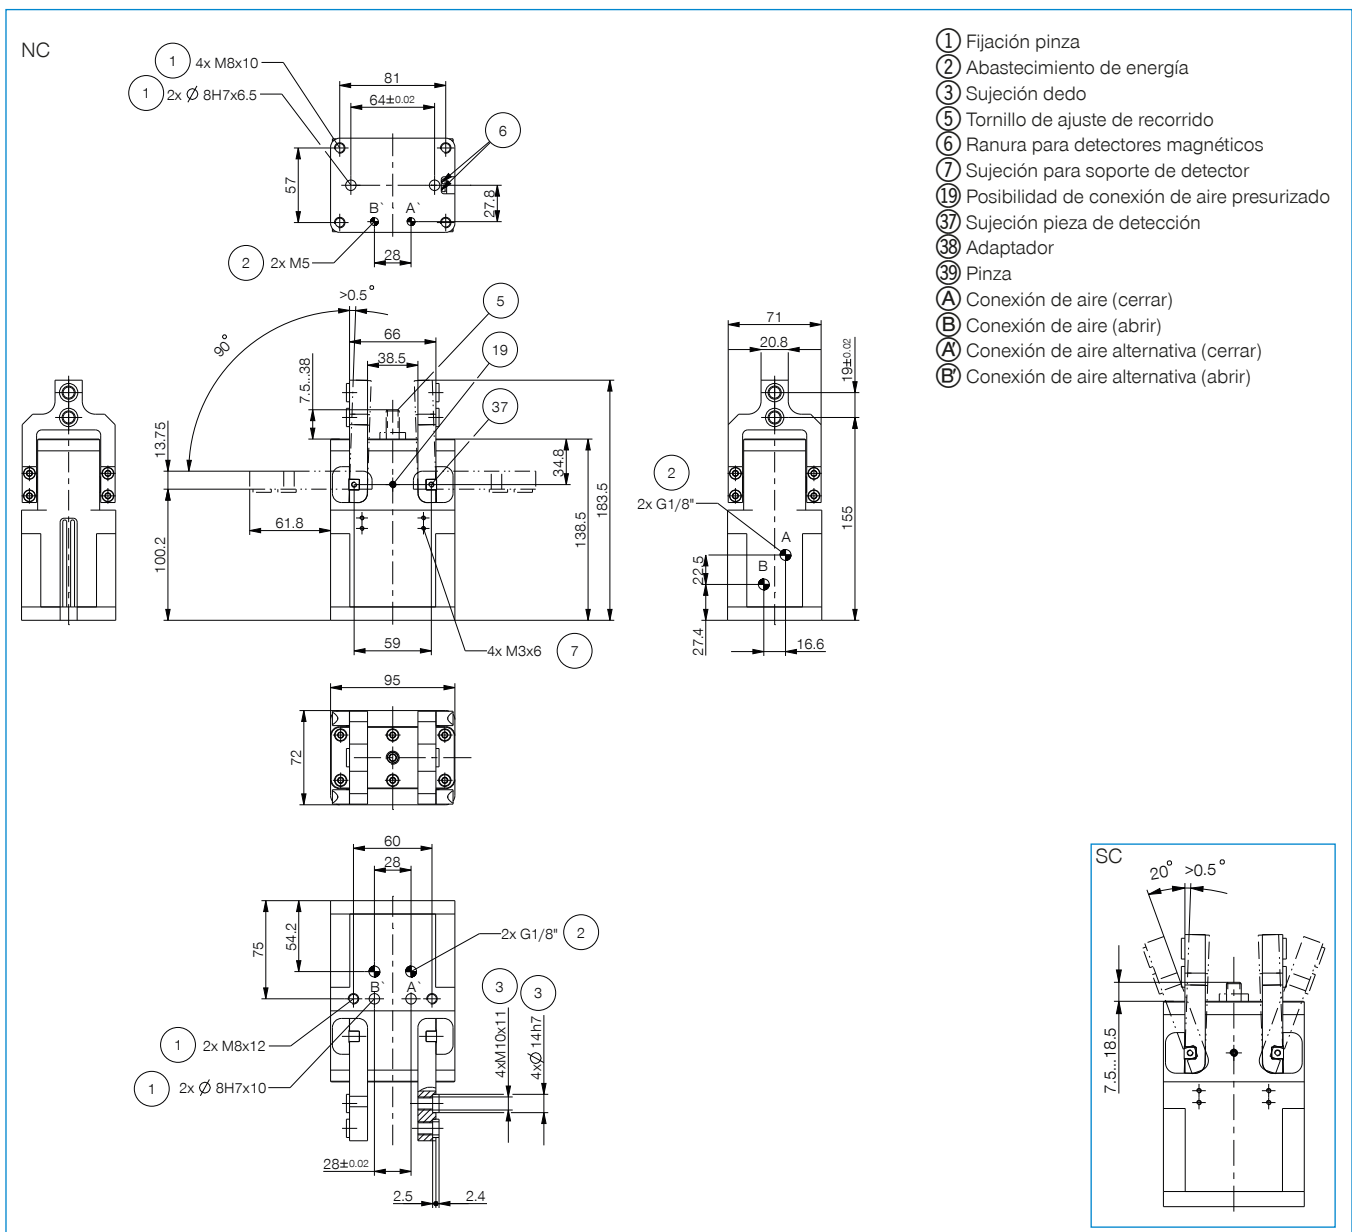 NC
1 4x M8x10
1 2x Ø 8H7x6.5
81
64±0.02
6
57
27.8
B` A`
2 2x M5
28
>0.5°
5
90°
66
38.5
19
7.5...38
37
13.75
34.8
61.8
100.2
138.5
183.5
59
4x M3x6 7
71
20.8
19±0.02
2
2x G1/8"
155
A
B
22.5
27.4
16.6
95
72
60
28
75
54.2
2x G1/8" 2
B` A`
1 2x M8x12
1 2x Ø 8H7x10
3 3
4xM10x11
4xØ 14h7
28±0.02
2.5 2.4
1 Fijación pinza
2 Abastecimiento de energía
3 Sujeción dedo
5 Tornillo de ajuste de recorrido
6 Ranura para detectores magnéticos
7 Sujeción para soporte de detector
19 Posibilidad de conexión de aire presurizado
37 Sujeción pieza de detección
38 Adaptador
39 Pinza
A Conexión de aire (cerrar)
B Conexión de aire (abrir)
A' Conexión de aire alternativa (cerrar)
B' Conexión de aire alternativa (abrir)
SC
20° >0.5°
7.5...18.5